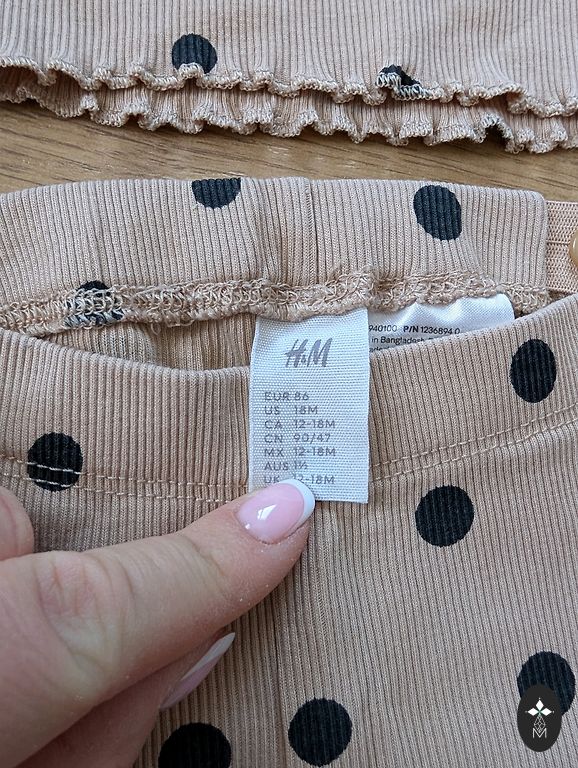 H&M
940100 P/N 1236894.0
in Bangladesh
EUR 86
US 18M
CA 12-18M
CN 90/47
MX 12-18M
AUS 1½
UK 12-18M
M